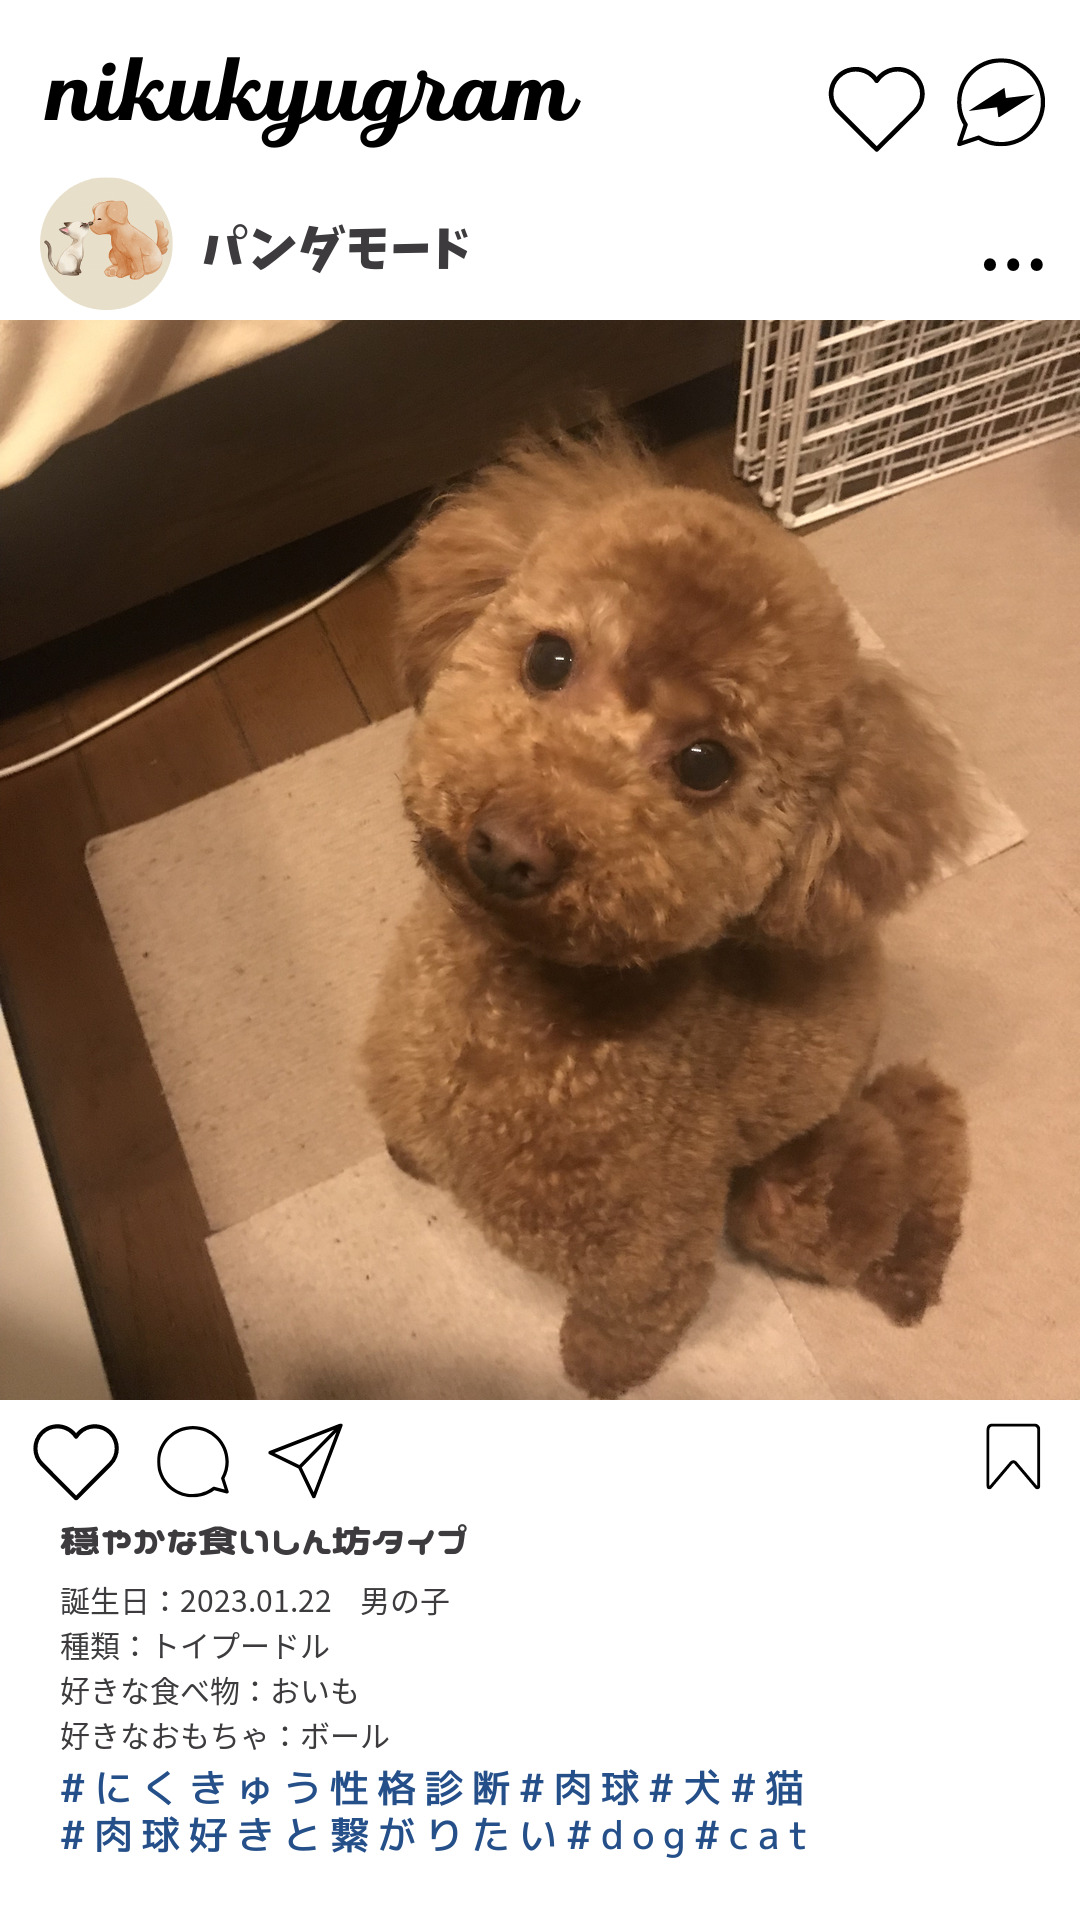 nikukyugram
パンダモード
穏やかな食いしん坊タイプ
誕生日：2023.01.22　男の子
種類：トイプードル
好きな食べ物：おいも
好きなおもちゃ：ボール
#にくきゅう性格診断#肉球#犬#猫
#肉球好きと繋がりたい#dog#cat